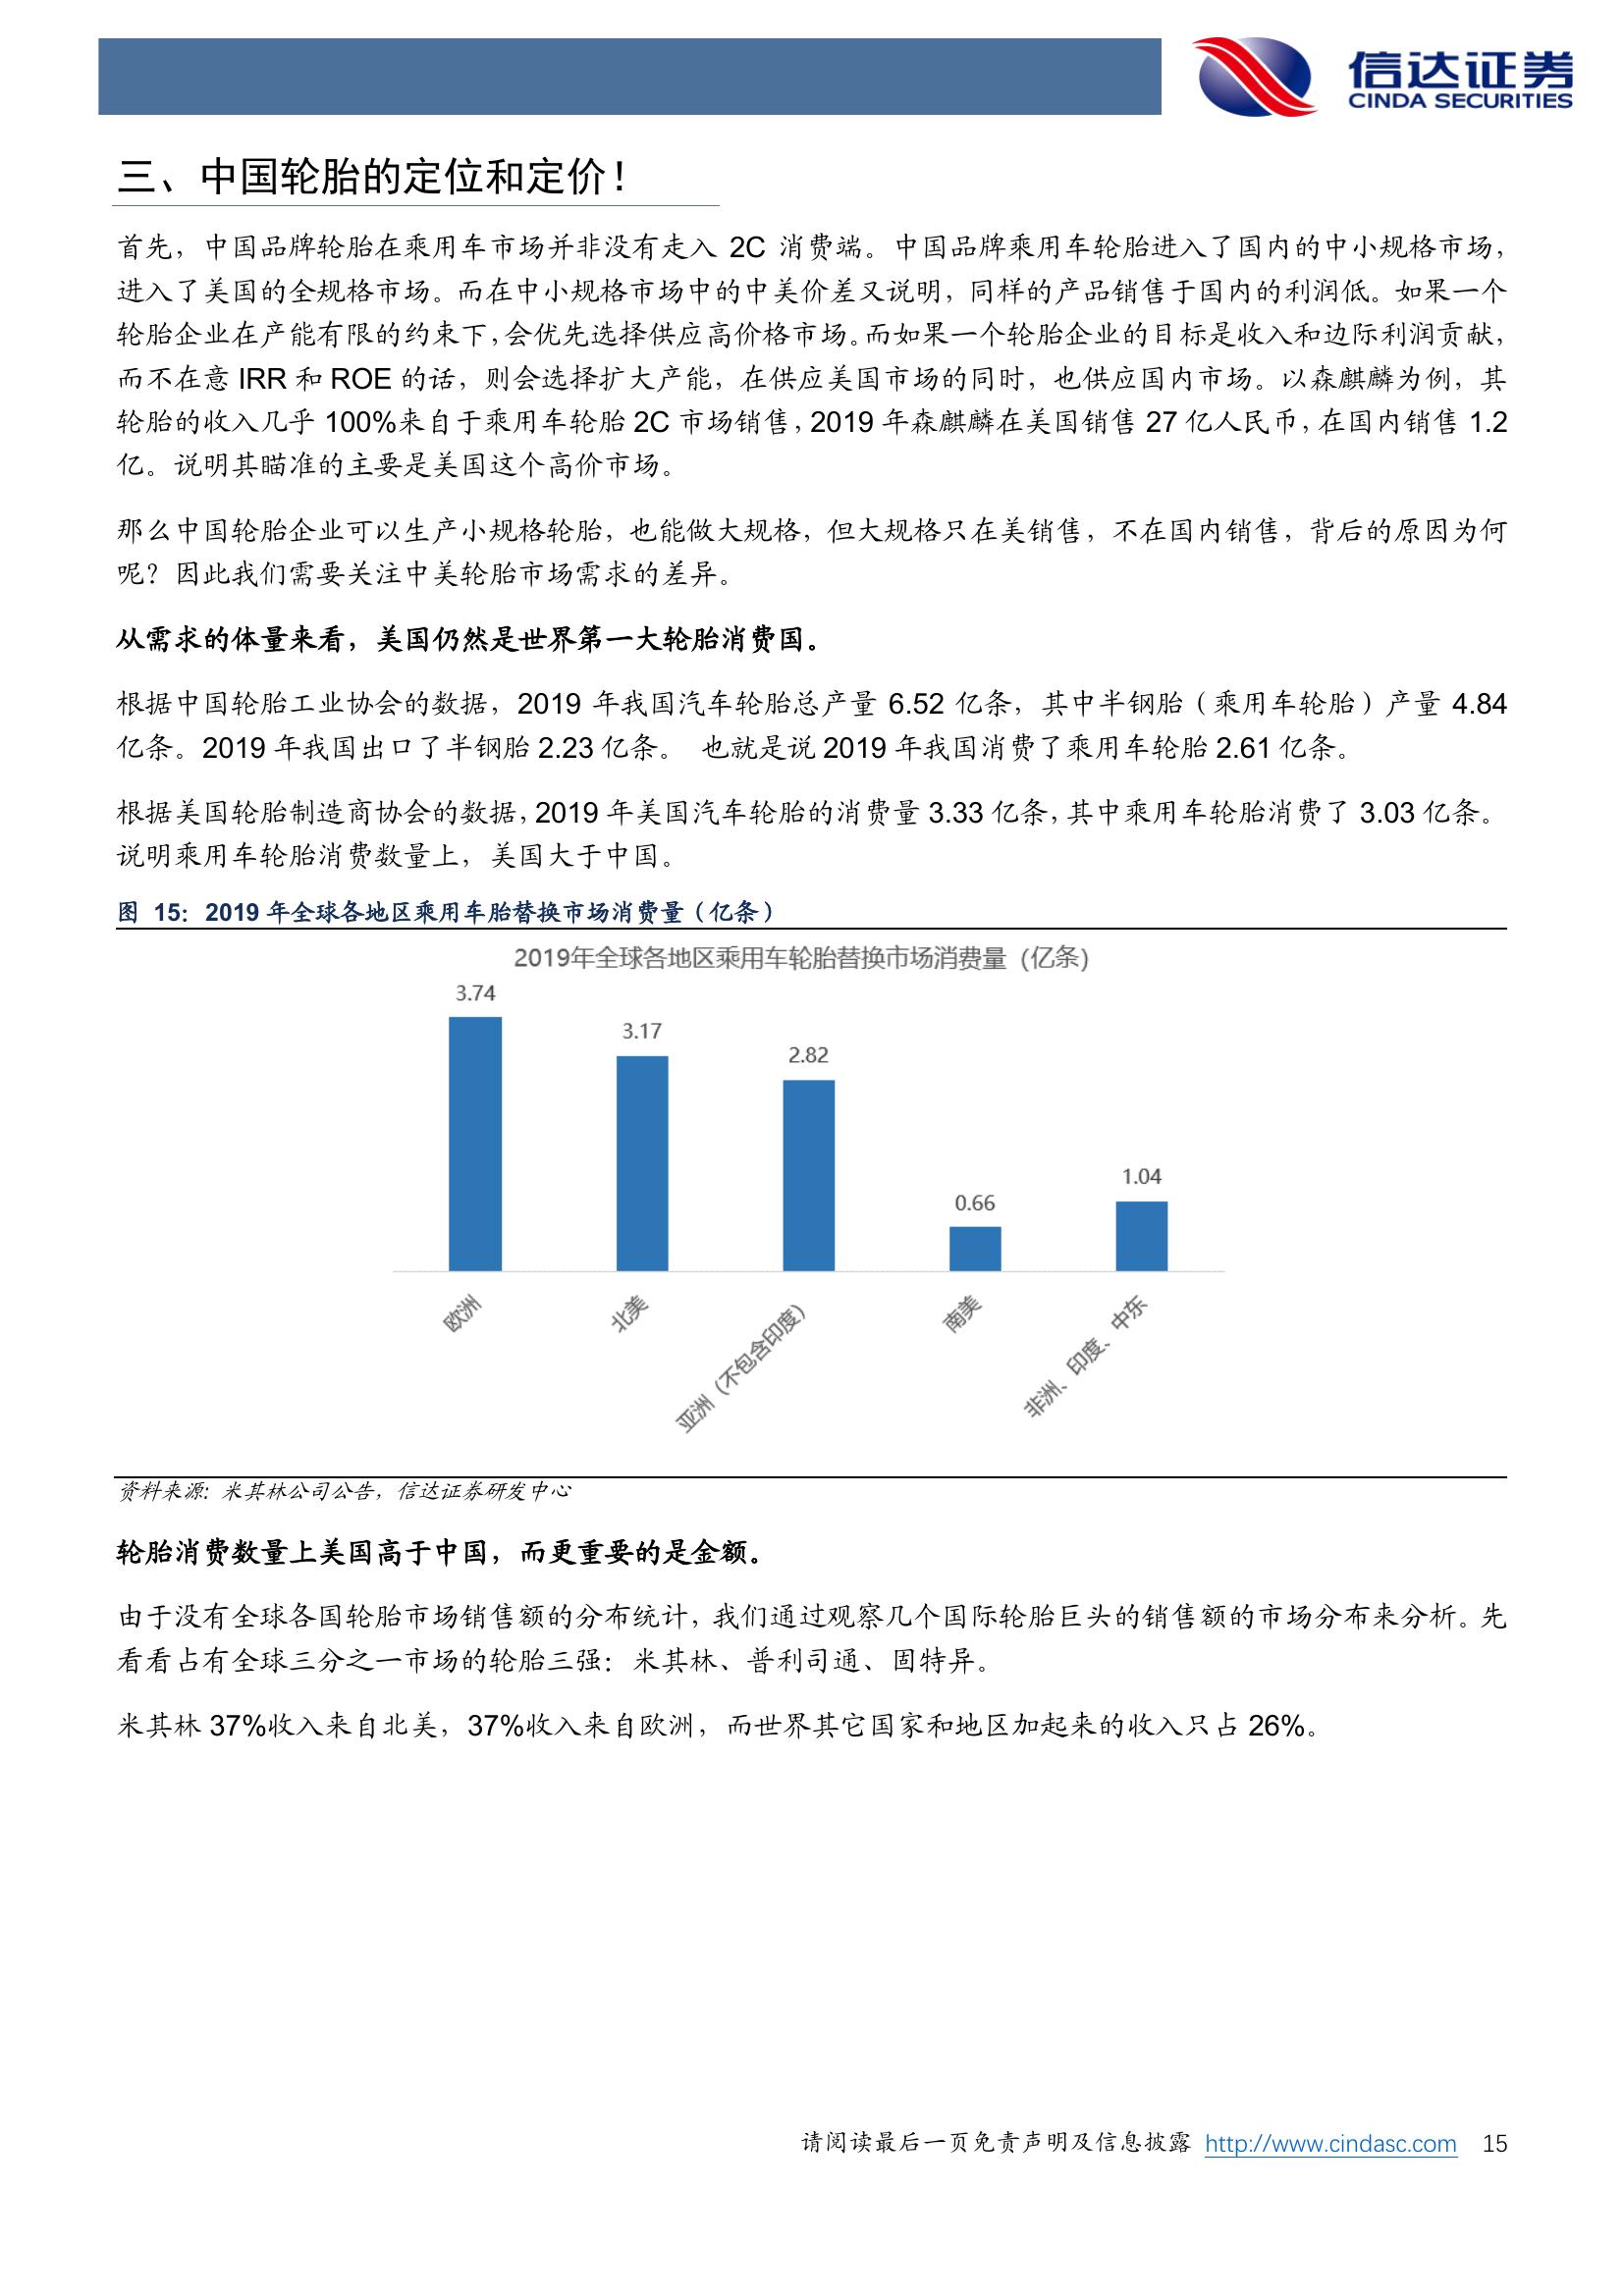 信达证券
CINDA SECURITIES
三、中国轮胎的定位和定价！
首先，中国品牌轮胎在乘用车市场并非没有走入 2C 消费端。中国品牌乘用车轮胎进入了国内的中小规格市场，
进入了美国的全规格市场。而在中小规格市场中的中美价差又说明，同样的产品销售于国内的利润低。如果一个
轮胎企业在产能有限的约束下，会优先选择供应高价格市场。而如果一个轮胎企业的目标是收入和边际利润贡献，
而不在意 IRR 和 ROE 的话，则会选择扩大产能，在供应美国市场的同时，也供应国内市场。以森麒麟为例，其
轮胎的收入几乎 100%来自于乘用车轮胎 2C 市场销售，2019 年森麒麟在美国销售 27 亿人民币，在国内销售 1.2
亿。说明其瞄准的主要是美国这个高价市场。
那么中国轮胎企业可以生产小规格轮胎，也能做大规格，但大规格只在美销售，不在国内销售，背后的原因为何
呢？因此我们需要关注中美轮胎市场需求的差异。
从需求的体量来看，美国仍然是世界第一大轮胎消费国。
根据中国轮胎工业协会的数据，2019 年我国汽车轮胎总产量 6.52 亿条，其中半钢胎（乘用车轮胎）产量 4.84
亿条。2019 年我国出口了半钢胎 2.23 亿条。 也就是说 2019 年我国消费了乘用车轮胎 2.61 亿条。
根据美国轮胎制造商协会的数据，2019 年美国汽车轮胎的消费量 3.33 亿条，其中乘用车轮胎消费了 3.03 亿条。
说明乘用车轮胎消费数量上，美国大于中国。
图 15：2019 年全球各地区乘用车胎替换市场消费量（亿条）
2019年全球各地区乘用车轮胎替换市场消费量（亿条）
3.74
3.17
2.82
0.66
1.04
欧洲
北美
亚洲（不包含印度）
南美
非洲、印度、中东
资料来源：米其林公司公告，信达证券研发中心
轮胎消费数量上美国高于中国，而更重要的是金额。
由于没有全球各国轮胎市场销售额的分布统计，我们通过观察几个国际轮胎巨头的销售额的市场分布来分析。先
看看占有全球三分之一市场的轮胎三强：米其林、普利司通、固特异。
米其林 37%收入来自北美，37%收入来自欧洲，而世界其它国家和地区加起来的收入只占 26%。
请阅读最后一页免责声明及信息披露 http://www.cindasc.com 15